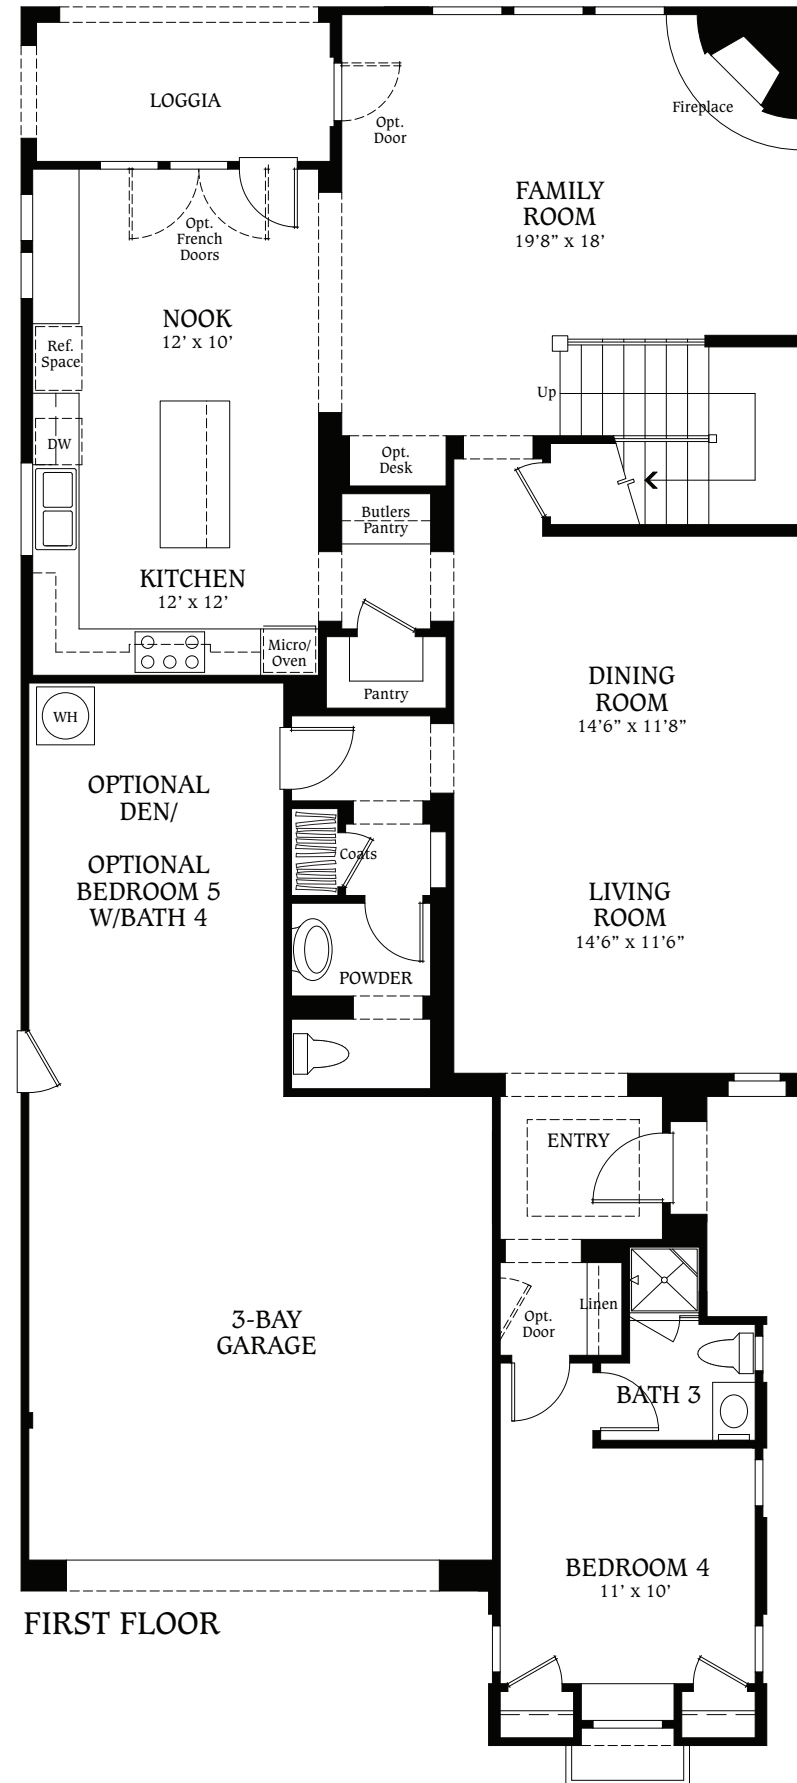 LOGGIA
Opt.
Door
Fireplace
FAMILY
ROOM
19'8" x 18'
Opt.
French
Doors
NOOK
12' x 10'
Ref.
Space
Up
DW
Opt.
Desk
Butlers
Pantry
KITCHEN
12' x 12'
Micro/
Oven
Pantry
DINING
ROOM
14'6" x 11'8"
WH
OPTIONAL
DEN/
OPTIONAL
BEDROOM 5
W/BATH 4
Coats
LIVING
ROOM
14'6" x 11'6"
POWDER
ENTRY
Linen
Opt.
Door
3-BAY
GARAGE
BATH 3
BEDROOM 4
11' x 10'
FIRST FLOOR